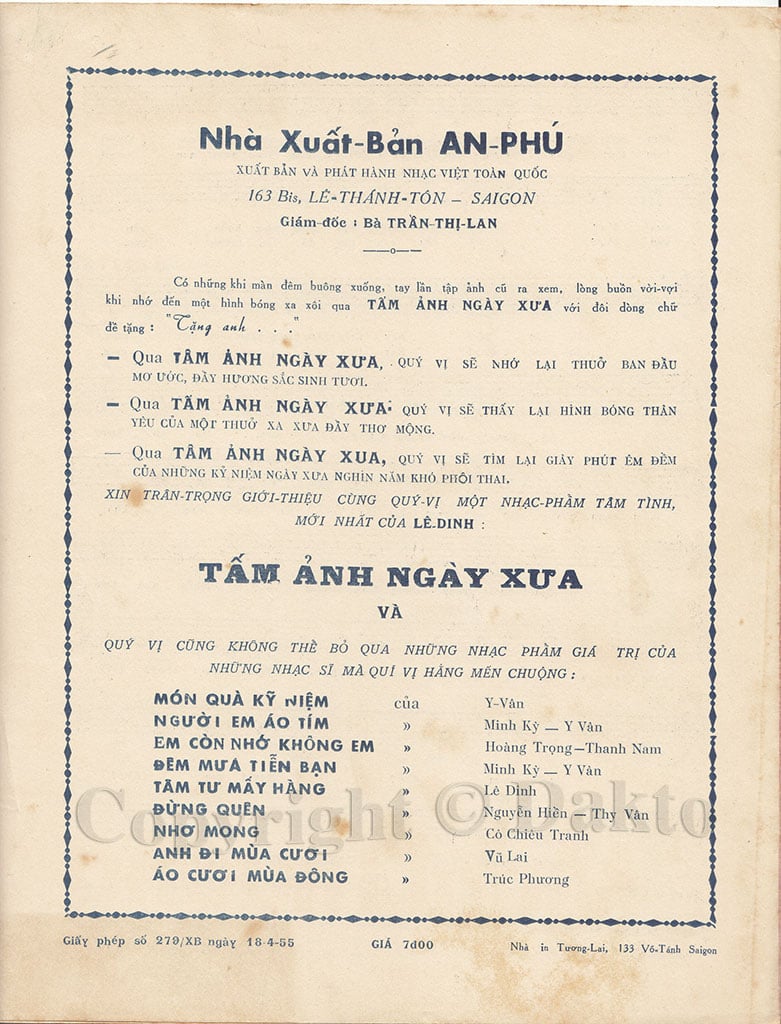 Nhà Xuất-Bản AN-PHÚ
XUẤT BẢN VÀ PHÁT HÀNH NHẠC VIỆT TOÀN QUỐC
163 Bis, LÊ-THÁNH-TÔN – SAIGON
Giám-đốc : Bà TRẦN-THỊ-LAN
Có những khi màn đêm buông xuống, tay lần tập ảnh cũ ra xem, lòng buồn vời-vợi
khi nhớ đến một hình bóng xa xôi qua TẤM ẢNH NGÀY XƯA với đôi dòng chữ
đề tặng : "Tặng anh . . ."
– Qua TẤM ẢNH NGÀY XƯA, QUÝ VỊ SẼ NHỚ LẠI THUỞ BAN ĐẦU
MƠ ƯỚC, ĐẦY HƯƠNG SẮC SINH TƯƠI.
– Qua TẤM ẢNH NGÀY XƯA. QUÝ VỊ SẼ THẤY LẠI HÌNH BÓNG THÂN
YÊU CỦA MỘT THUỞ XA XƯA ĐẦY THƠ MỘNG.
— Qua TẤM ẢNH NGÀY XUA, QUÝ VỊ SẼ TÌM LẠI GIÂY PHÚT ÊM ĐỀM
CỦA NHỮNG KỶ NIỆM NGÀY XƯA NGHÌN NĂM KHÓ PHÔI THAI.
XIN TRÂN-TRỌNG GIỚI-THIỆU CÙNG QUÝ-VỊ MỘT NHẠC-PHẨM TÂM TÌNH,
MỚI NHẤT CỦA LÊ-DINH :
TẤM ẢNH NGÀY XƯA
VÀ
QUÝ VỊ CŨNG KHÔNG THỂ BỎ QUA NHỮNG NHẠC PHẨM GIÁ TRỊ CỦA
NHỮNG NHẠC SĨ MÀ QUÍ VỊ HẰNG MẾN CHUỘNG :
MÓN QUÀ KỸ NIỆM của Y-Vân
NGƯỜI EM ÁO TÍM » Minh Kỳ — Y Vân
EM CÒN NHỚ KHÔNG EM » Hoàng Trọng—Thanh Nam
ĐÊM MƯA TIỄN BẠN » Minh Kỳ — Y Vân
TÂM TƯ MẤY HÀNG » Lê Dinh
ĐỪNG QUÊN » Nguyễn Hiền — Thy Vân
NHỚ MONG » Cô Chiêu Tranh
ANH ĐI MÙA CƯƠI » Vũ Lai
ÁO CƯƠI MÙA ĐÔNG » Trúc Phương
Copyright © Dakto
Giấy phép số 279/XB ngày 18-4-55 GIÁ 7đ00 Nhà in Tương-Lai, 133 Võ-Tánh Saigon